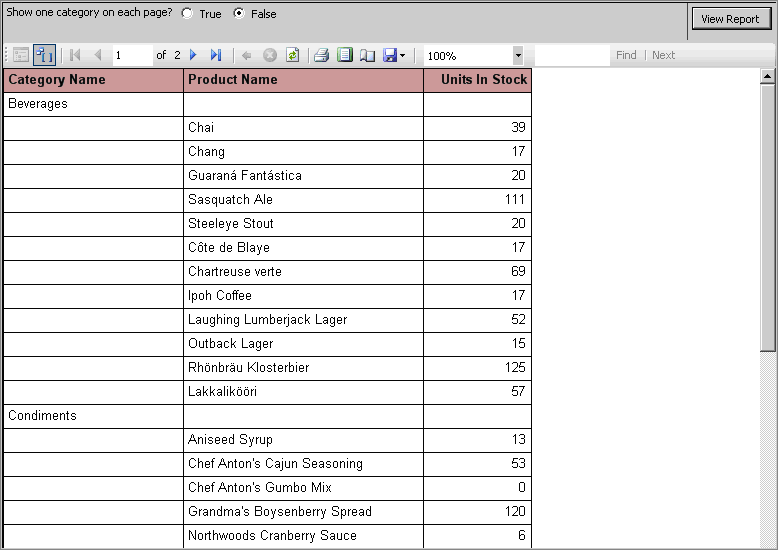 Show one category on each page? True False View Report
1 of 2 100% Find Next
Category Name Product Name Units In Stock
Beverages
Chai 39
Chang 17
Guaraná Fantástica 20
Sasquatch Ale 111
Steeleye Stout 20
Côte de Blaye 17
Chartreuse verte 69
Ipoh Coffee 17
Laughing Lumberjack Lager 52
Outback Lager 15
Rhönbräu Klosterbier 125
Lakkalikööri 57
Condiments
Aniseed Syrup 13
Chef Anton's Cajun Seasoning 53
Chef Anton's Gumbo Mix 0
Grandma's Boysenberry Spread 120
Northwoods Cranberry Sauce 6